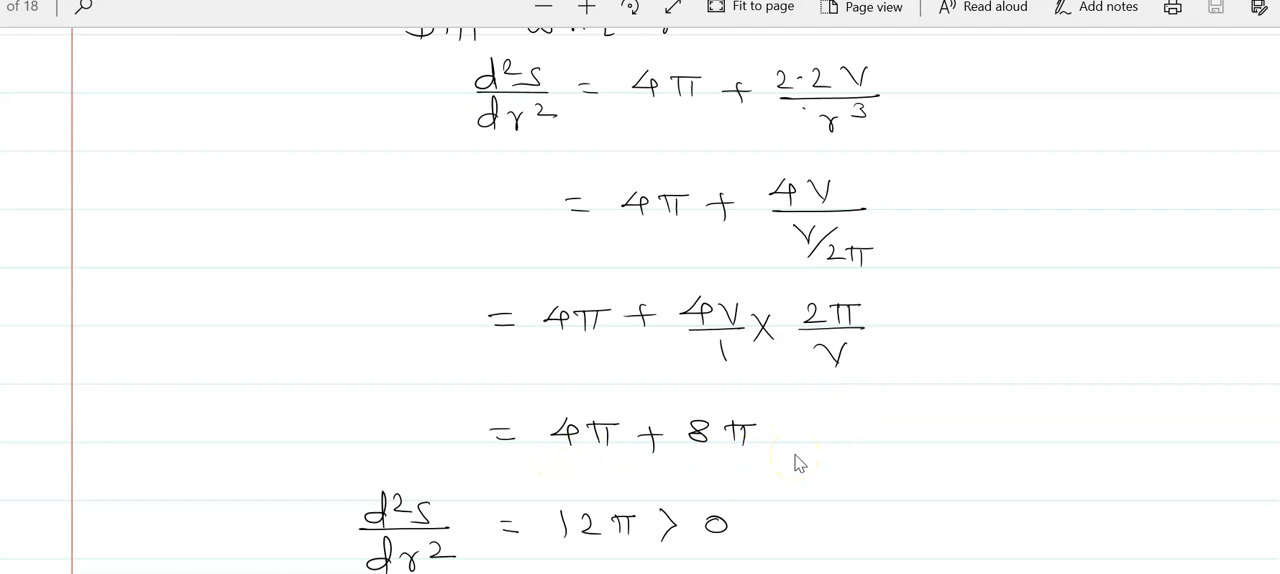 of 18 Fit to page Page view A Read aloud Add notes
d²s/dr² = 4π + 2·2V/r³
= 4π + 4V/(V/2π)
= 4π + 4V/1 × 2π/V
= 4π + 8π
d²s/dr² = 12π > 0